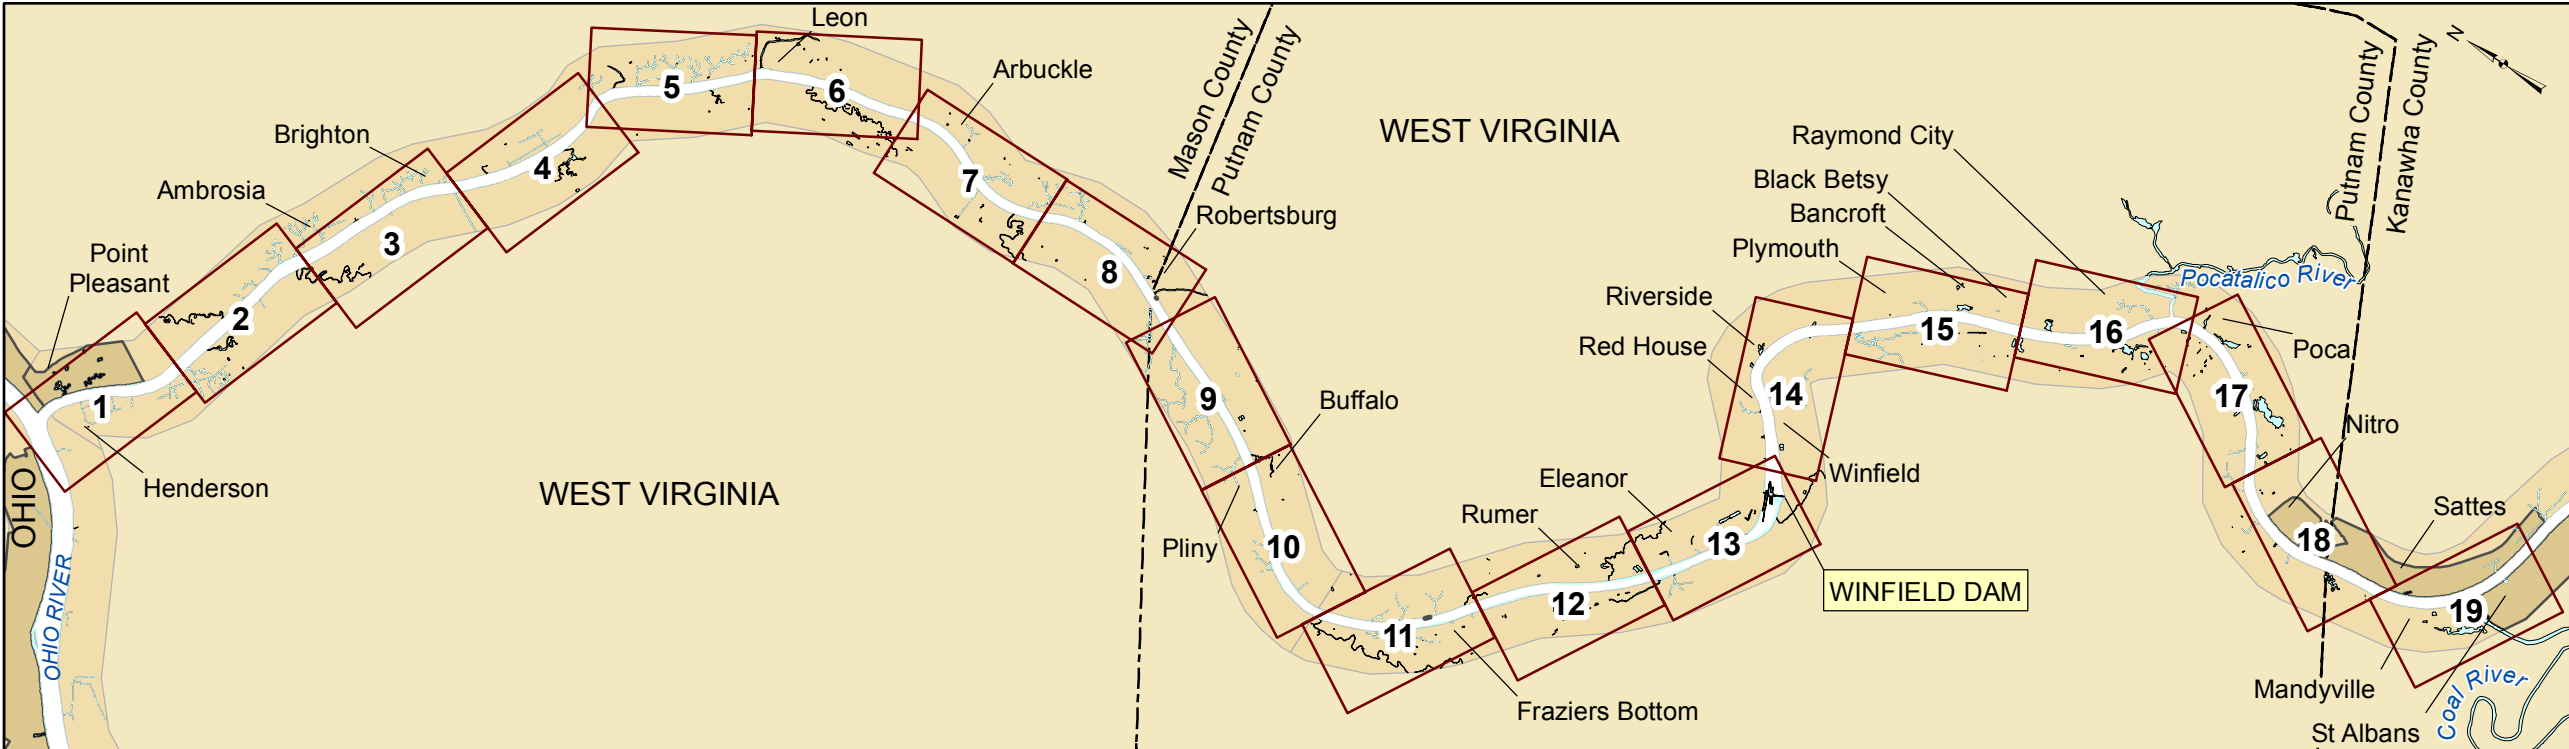 Leon
Arbuckle
Brighton
Ambrosia
Point
Pleasant
Henderson
OHIO
OHIO RIVER
WEST VIRGINIA
1
2
3
4
5
6
7
8
9
10
11
12
13
14
15
16
17
18
19
Mason County
Putnam County
Robertsburg
Buffalo
Pliny
WEST VIRGINIA
Raymond City
Black Betsy
Bancroft
Plymouth
Riverside
Red House
Winfield
Eleanor
Rumer
Fraziers Bottom
WINFIELD DAM
Putnam County
Kanawha County
N
Pocatalico River
Poca
Nitro
Sattes
Mandyville
St Albans
Coal River